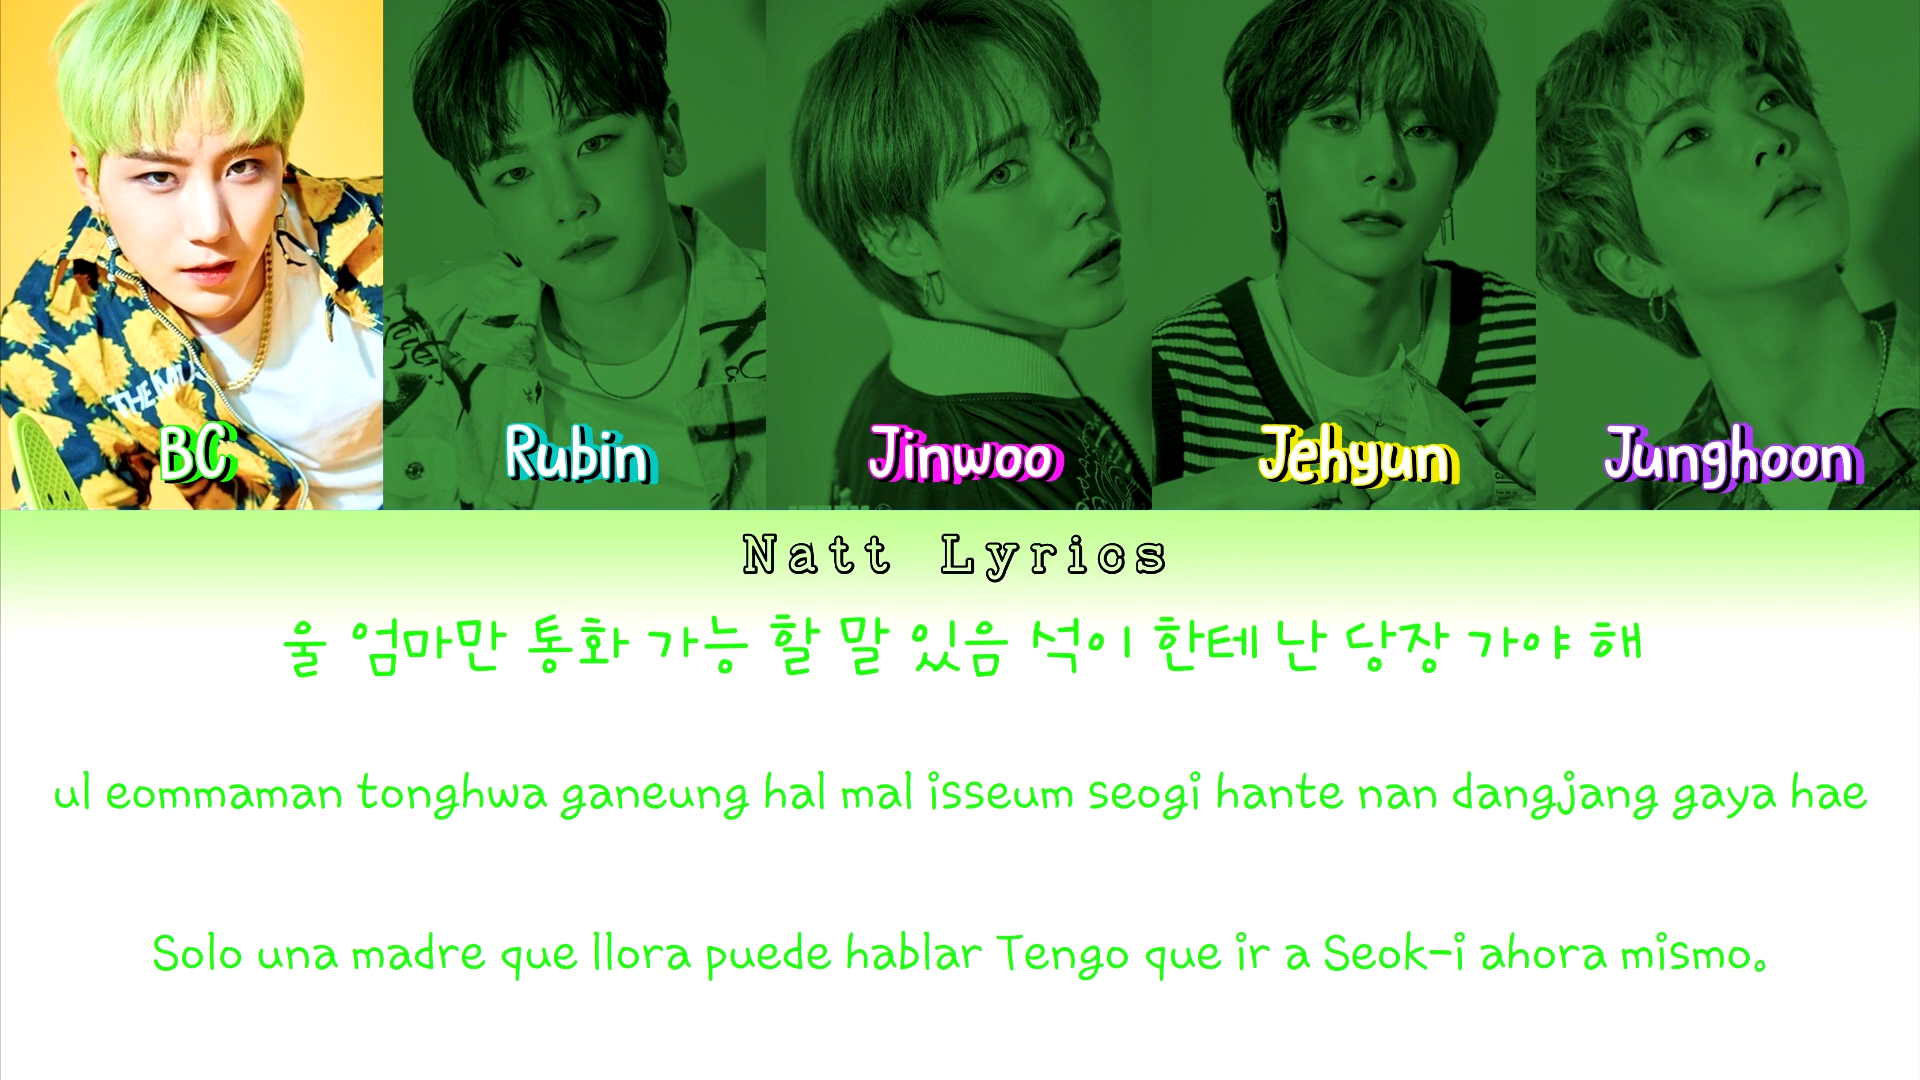 THE MU
BC
Rubin
Jinwoo
Jehyun
Junghoon
Natt Lyrics
울 엄마만 통화 가능 할 말 있음 석이 한테 난 당장 가야 해
ul eommaman tonghwa ganeung hal mal isseum seogi hante nan dangjang gaya hae
Solo una madre que llora puede hablar Tengo que ir a Seok-i ahora mismo.